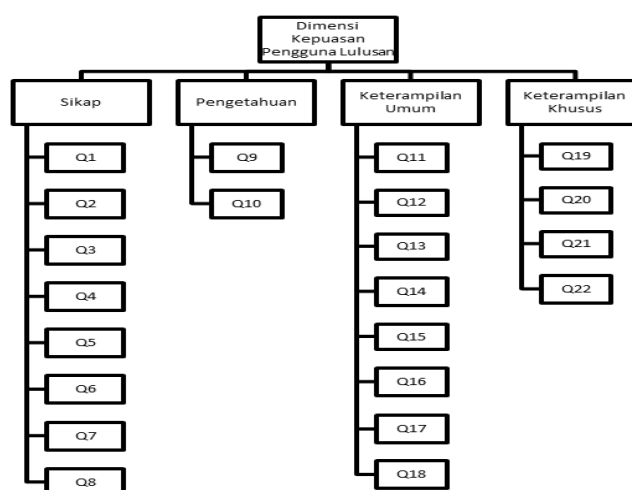 Dimensi
Kepuasan
Pengguna Lulusan
Sikap
Q1
Q2
Q3
Q4
Q5
Q6
Q7
Q8
Pengetahuan
Q9
Q10
Keterampilan
Umum
Q11
Q12
Q13
Q14
Q15
Q16
Q17
Q18
Keterampilan
Khusus
Q19
Q20
Q21
Q22